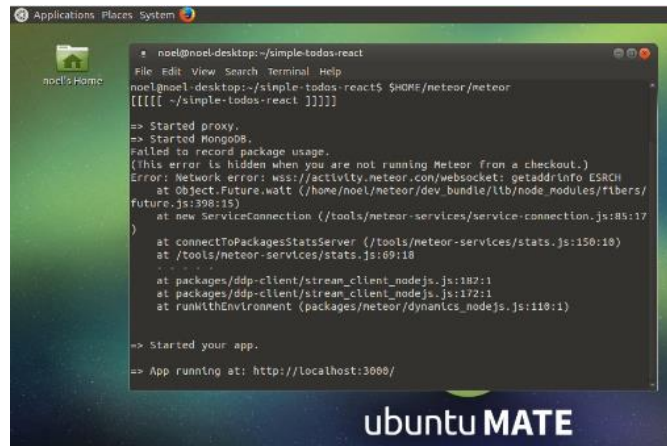 Applications Places System
noel's Home
noel@noel-desktop: ~/simple-todos-react
File Edit View Search Terminal Help
noel@noel-desktop:~/simple-todos-react$ $HOME/meteor/meteor
[[[[[ ~/simple-todos-react ]]]]]
=> Started proxy.
=> Started MongoDB.
Failed to record package usage.
(This error is hidden when you are not running Meteor from a checkout.)
Error: Network error: wss://activity.meteor.com/websocket: getaddrinfo ESRCH
at Object.Future.wait (/home/noel/meteor/dev_bundle/lib/node_modules/fibers/
future.js:398:15)
at new ServiceConnection (/tools/meteor-services/service-connection.js:85:17
)
at connectToPackagesStatsServer (/tools/meteor-services/stats.js:150:10)
at /tools/meteor-services/stats.js:69:18
- - - - -
at packages/ddp-client/stream_client_nodejs.js:182:1
at packages/ddp-client/stream_client_nodejs.js:172:1
at runWithEnvironment (packages/meteor/dynamics_nodejs.js:110:1)
=> Started your app.
=> App running at: http://localhost:3000/
ubuntu MATE